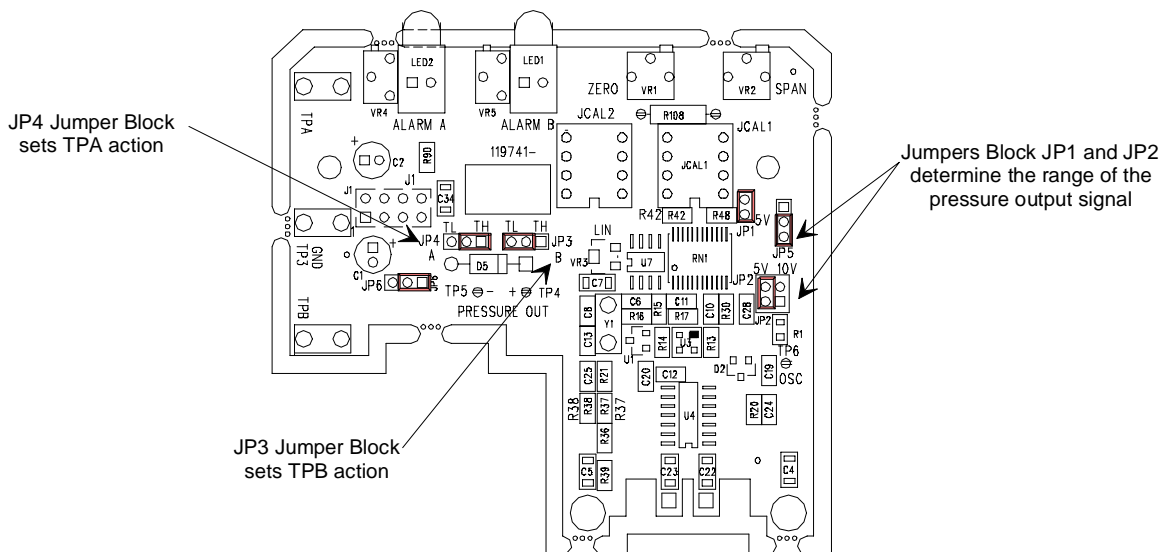 LED2
LED1
ZERO
VR1
VR2
SPAN
VR4
VR5
ALARM A
ALARM B
JCAL2
R108
JCAL1
JP4 Jumper Block
sets TPA action
TPA
C2
R90
119741-
JCAL1
Jumpers Block JP1 and JP2
determine the range of the
pressure output signal
J1
J1
C34
R42
R42
R48
5V
JP1
JP5
TL
TH
TL
TH
JP4
A
JP3
B
LIN
VR3
U7
RN1
GND
TP3
C1
D5
JP6
JP6
TP5
-
+
TP4
PRESSURE OUT
C7
JP2
5V 10V
JP2
TPB
C8
Y1
C6
R16
R15
C11
R17
C10
R30
C28
R1
C13
U1
R14
U3
R13
TP6
OSC
D2
C19
C25
R21
C20
C12
R38
R38
R37
R37
U4
R20
C24
R36
JP3 Jumper Block
sets TPB action
C5
R39
C23
C22
C4